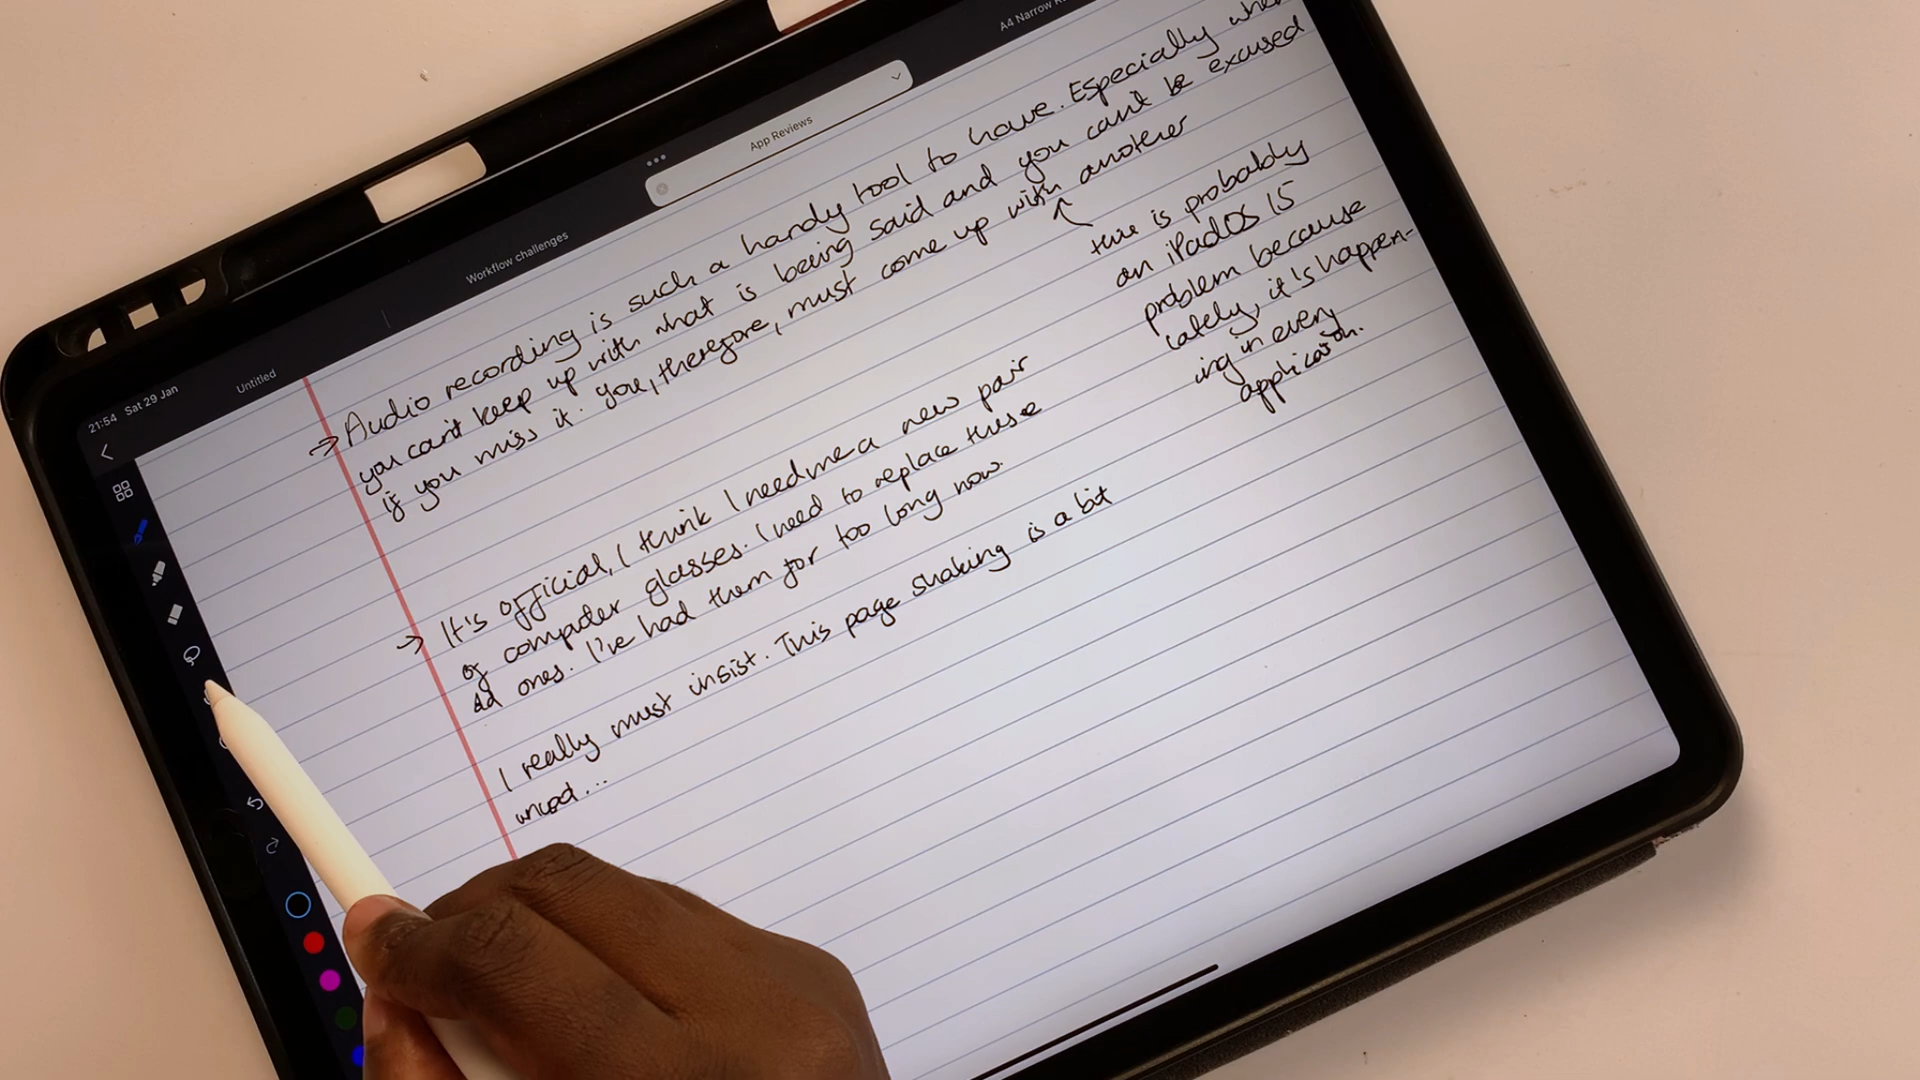 21:54 Sat 29 Jan
Untitled
Workflow challenges
App Reviews
A4 Narrow
→ Audio recording is such a handy tool to have. Especially when
you can't keep up with what is being said and you can't be excused
if you miss it. you, therefore, must come up with another
↑
this is probably
an iPadOS 15
problem because
lately, it's happen-
ing in every
application.
→ It's official, I think I need me a new pair
of computer glasses. I need to replace these
old ones. I've had them for too long now.
I really must insist. This page shaking is a bit
...